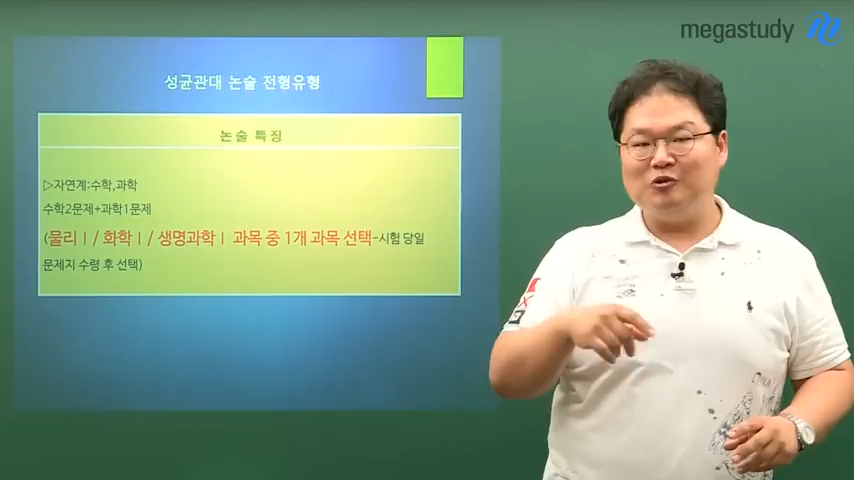 megastudy
성균관대 논술 전형유형
논술 특징
▷자연계:수학,과학
수학2문제+과학1문제
(물리Ⅰ/화학Ⅰ/생명과학Ⅰ 과목 중 1개 과목 선택-시험 당일
문제지 수령 후 선택)